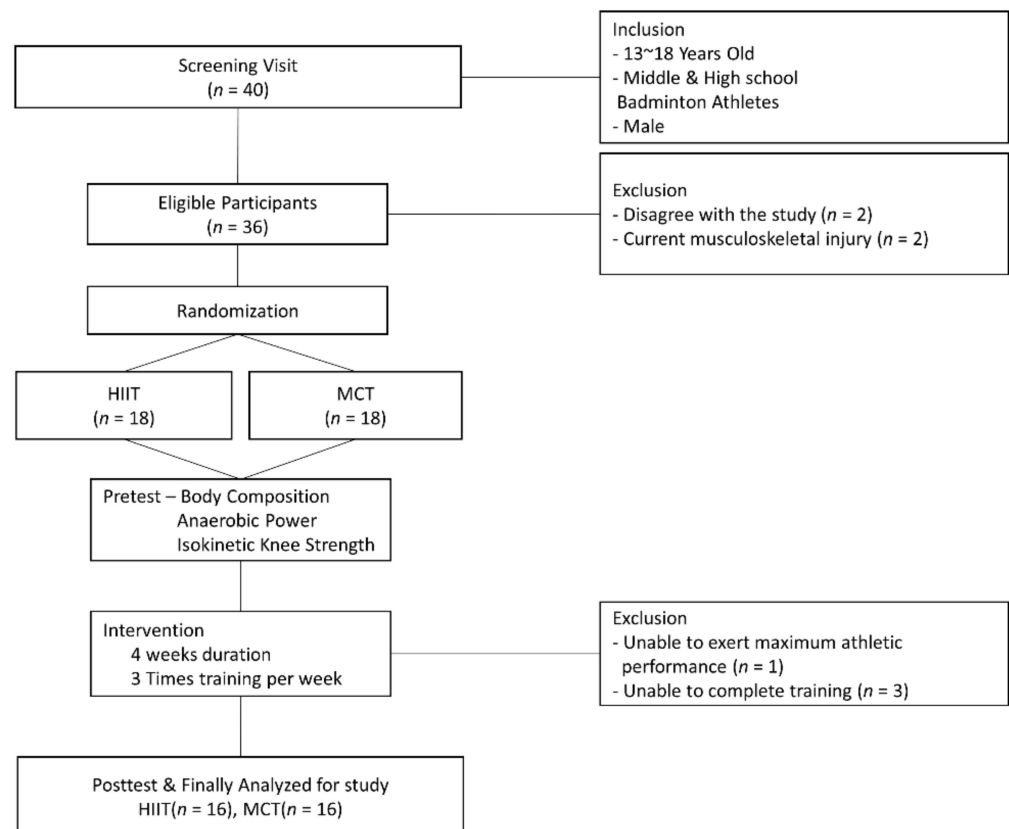 Screening Visit
(n = 40)
Inclusion
- 13~18 Years Old
- Middle & High school
Badminton Athletes
- Male
Eligible Participants
(n = 36)
Exclusion
- Disagree with the study (n = 2)
- Current musculoskeletal injury (n = 2)
Randomization
HIIT
(n = 18)
MCT
(n = 18)
Pretest – Body Composition
Anaerobic Power
Isokinetic Knee Strength
Intervention
4 weeks duration
3 Times training per week
Exclusion
- Unable to exert maximum athletic
performance (n = 1)
- Unable to complete training (n = 3)
Posttest & Finally Analyzed for study
HIIT(n = 16), MCT(n = 16)